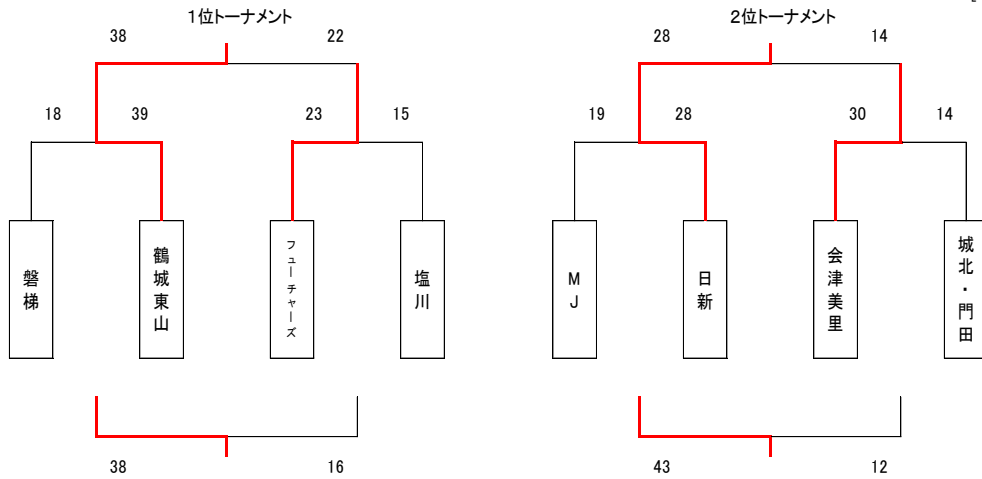 1位トーナメント
38 22
18 39 23 15
磐梯
鶴城東山
フューチャーズ
塩川
38 16
2位トーナメント
28 14
19 28 30 14
MJ
日新
会津美里
城北・門田
43 12